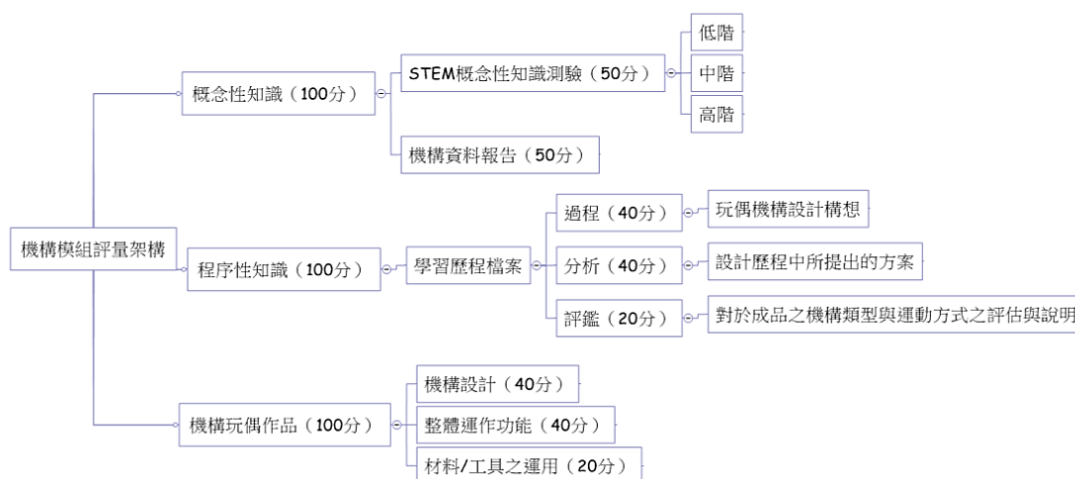 機構模組評量架構
概念性知識（100分）
STEM概念性知識測驗（50分）
低階
中階
高階
機構資料報告（50分）
程序性知識（100分）
學習歷程檔案
過程（40分）
玩偶機構設計構想
分析（40分）
設計歷程中所提出的方案
評鑑（20分）
對於成品之機構類型與運動方式之評估與說明
機構玩偶作品（100分）
機構設計（40分）
整體運作功能（40分）
材料/工具之運用（20分）